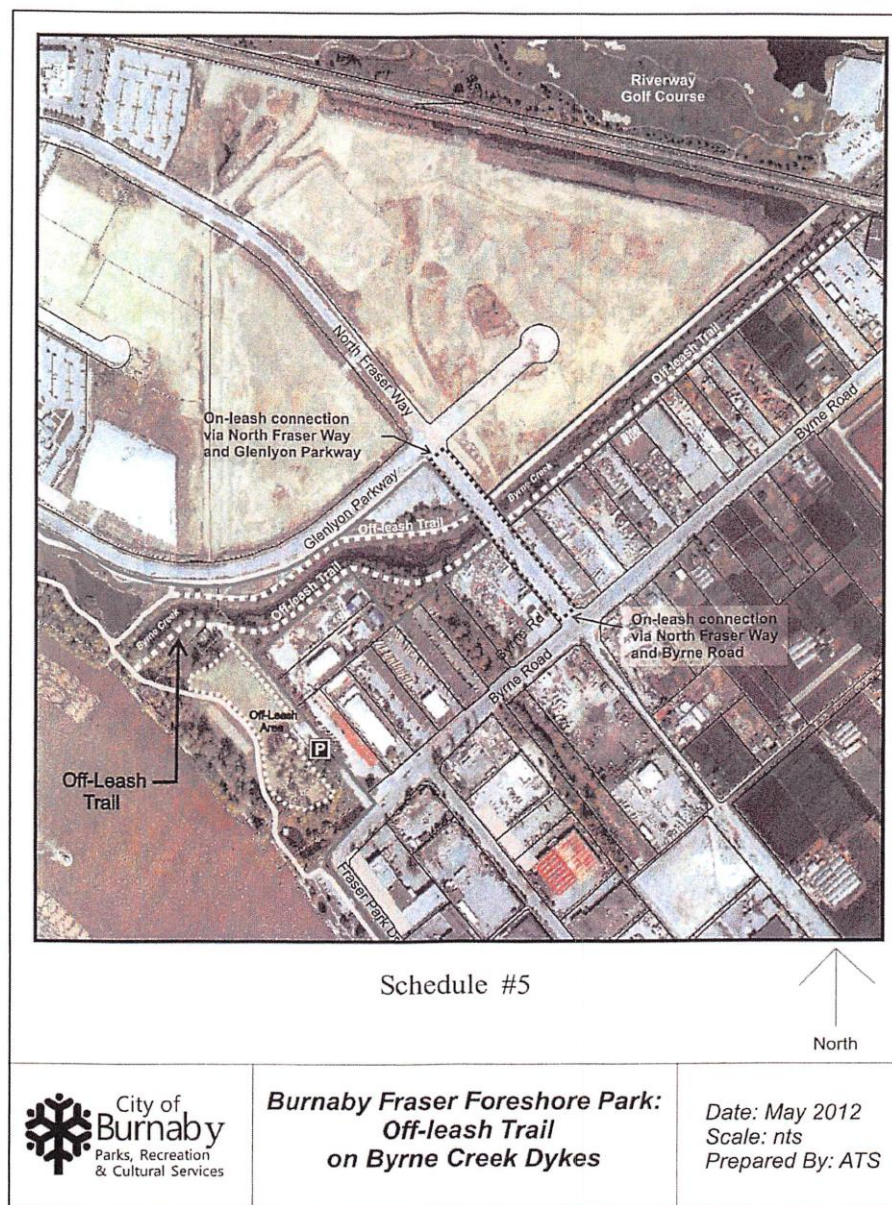 Riverway
Golf Course
North Fraser Way
Off-leash Trail
Byrne Road
On-leash connection
via North Fraser Way
and Glenlyon Parkway
Byrne Creek
Glenlyon Parkway
Off-leash Trail
Off-leash Trail
Byrne Creek
Byrne Rd
On-leash connection
via North Fraser Way
and Byrne Road
Byrne Road
Off-Leash
Area
P
Off-Leash
Trail
Fraser Park
Schedule #5
North
City of
Burnaby
Parks, Recreation
& Cultural Services
Burnaby Fraser Foreshore Park:
Off-leash Trail
on Byrne Creek Dykes
Date: May 2012
Scale: nts
Prepared By: ATS